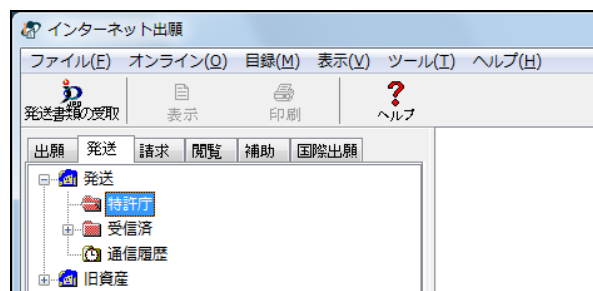 インターネット出願
ファイル(F) オンライン(O) 目録(M) 表示(V) ツール(T) ヘルプ(H)
発送書類の受取 表示 印刷 ヘルプ
出願 発送 請求 閲覧 補助 国際出願
発送
特許庁
受信済
通信履歴
旧資産